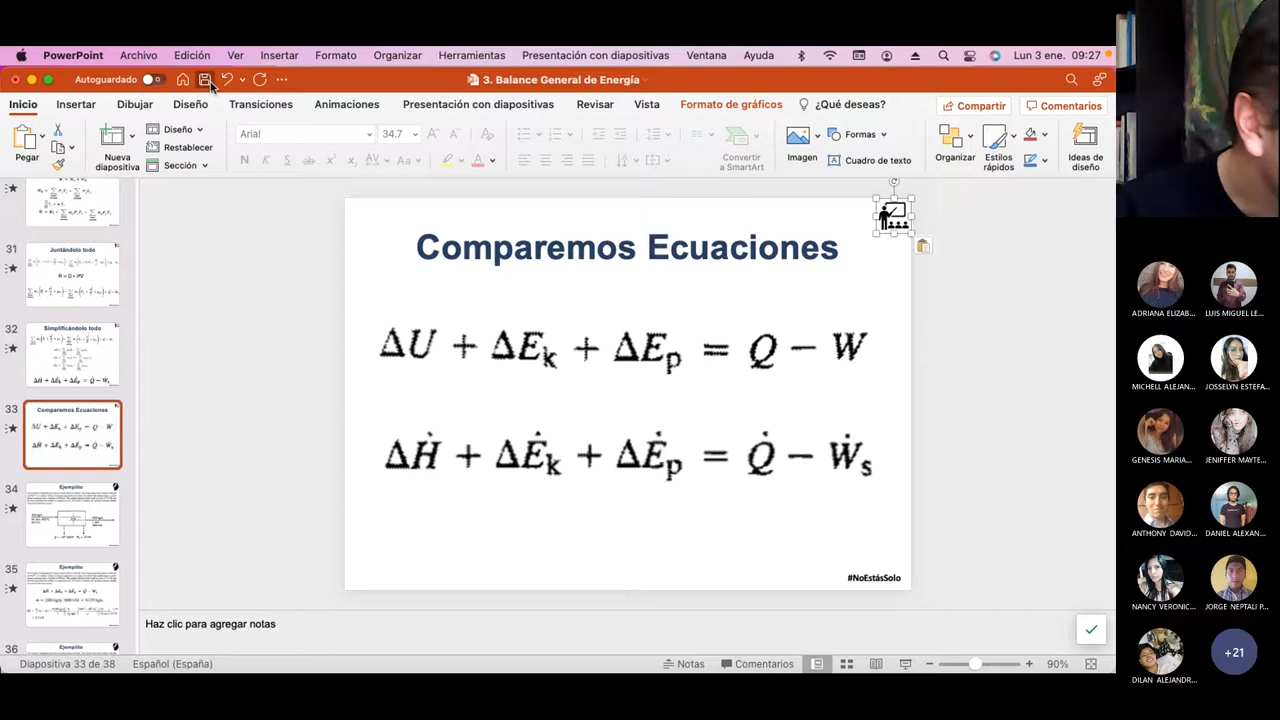 PowerPoint Archivo Edición Ver Insertar Formato Organizar Herramientas Presentación con diapositivas Ventana Ayuda Lun 3 ene. 09:27
Autoguardado 3. Balance General de Energía
Inicio Insertar Dibujar Diseño Transiciones Animaciones Presentación con diapositivas Revisar Vista Formato de gráficos ¿Qué deseas? Compartir Comentarios
Pegar
Nueva diapositiva
Diseño
Restablecer
Sección
Arial 34.7
Convertir a SmartArt
Imagen
Formas
Cuadro de texto
Organizar
Estilos rápidos
Ideas de diseño
31
Juntándolo todo
32
Simplificándolo todo
33
Comparemos Ecuaciones
34
Ejemplito
35
Ejemplito
36
Ejemplito
Comparemos Ecuaciones
ΔU + ΔEk + ΔEp = Q − W
ΔḢ + ΔĖk + ΔĖp = Q̇ − Ẇs
#NoEstásSolo
Haz clic para agregar notas
Diapositiva 33 de 38 Español (España) Notas Comentarios 90%
ADRIANA ELIZAB... LUIS MIGUEL LE...
MICHELL ALEJAN... JOSSELYN ESTEFA...
GENESIS MARIA... JENIFFER MAYTE...
ANTHONY DAVID... DANIEL ALEXAN...
NANCY VERONIC... JORGE NEPTALI P...
DILAN ALEJANDR... +21